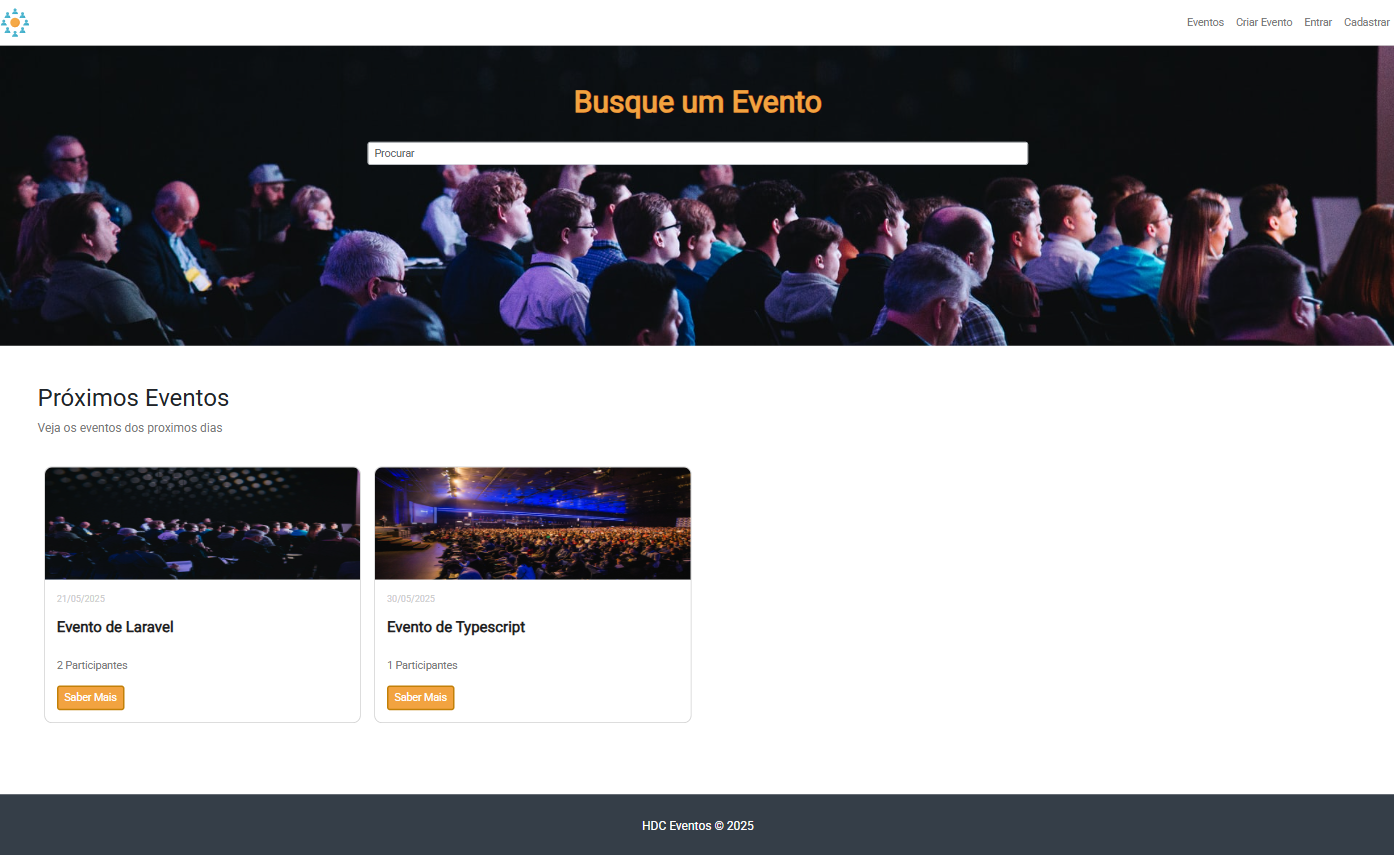 Eventos Criar Evento Entrar Cadastrar
Busque um Evento
Procurar
Próximos Eventos
Veja os eventos dos proximos dias
21/05/2025
Evento de Laravel
2 Participantes
Saber Mais
30/05/2025
Evento de Typescript
1 Participantes
Saber Mais
HDC Eventos © 2025